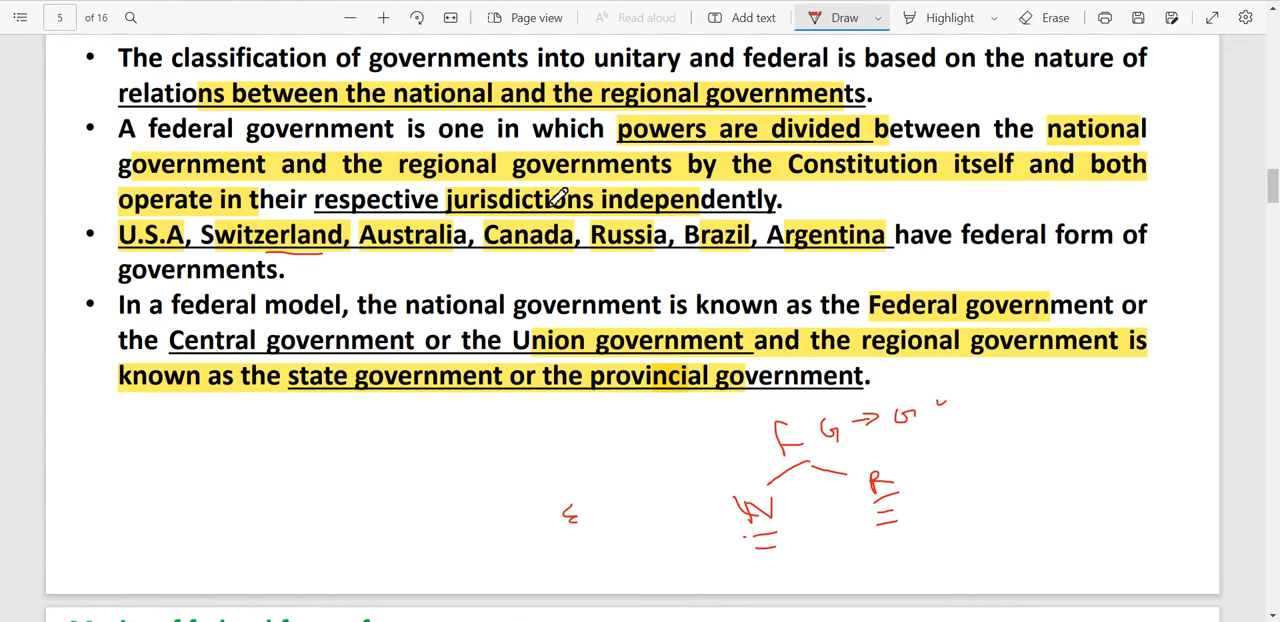 5 of 16 Page view Read aloud Add text Draw Highlight Erase
• The classification of governments into unitary and federal is based on the nature of
relations between the national and the regional governments.
• A federal government is one in which powers are divided between the national
government and the regional governments by the Constitution itself and both
operate in their respective jurisdictions independently.
• U.S.A, Switzerland, Australia, Canada, Russia, Brazil, Argentina have federal form of
governments.
• In a federal model, the national government is known as the Federal government or
the Central government or the Union government and the regional government is
known as the state government or the provincial government.
F G → G
N R